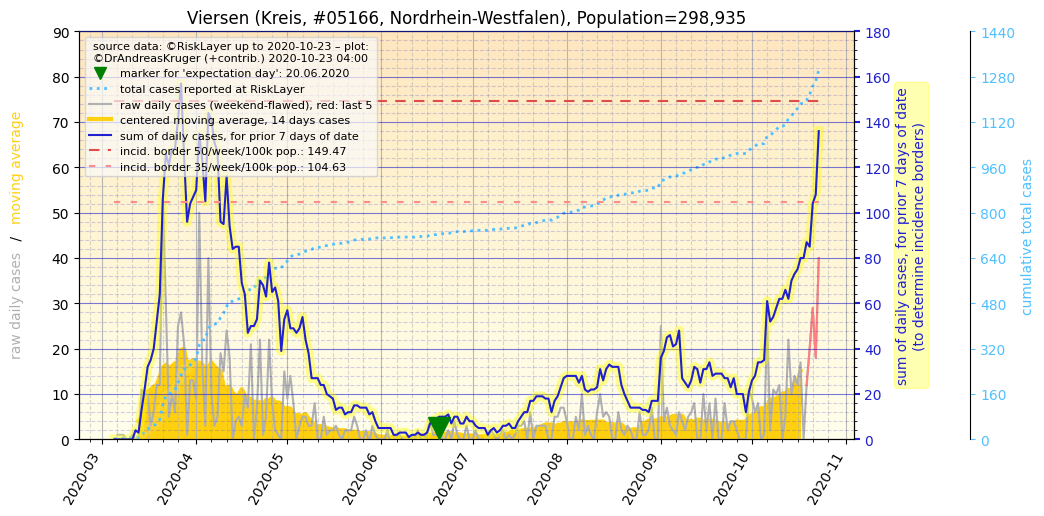 Viersen (Kreis, #05166, Nordrhein-Westfalen), Population=298,935
source data: ©RiskLayer up to 2020-10-23 – plot:
©DrAndreasKruger (+contrib.) 2020-10-23 04:00
marker for 'expectation day': 20.06.2020
total cases reported at RiskLayer
raw daily cases (weekend-flawed), red: last 5
centered moving average, 14 days cases
sum of daily cases, for prior 7 days of date
incid. border 50/week/100k pop.: 149.47
incid. border 35/week/100k pop.: 104.63
raw daily cases / moving average
90
80
70
60
50
40
30
20
10
0
180
160
140
120
100
80
60
40
20
0
sum of daily cases, for prior 7 days of date
(to determine incidence borders)
1440
1280
1120
960
800
640
480
320
160
0
cumulative total cases
2020-03
2020-04
2020-05
2020-06
2020-07
2020-08
2020-09
2020-10
2020-11